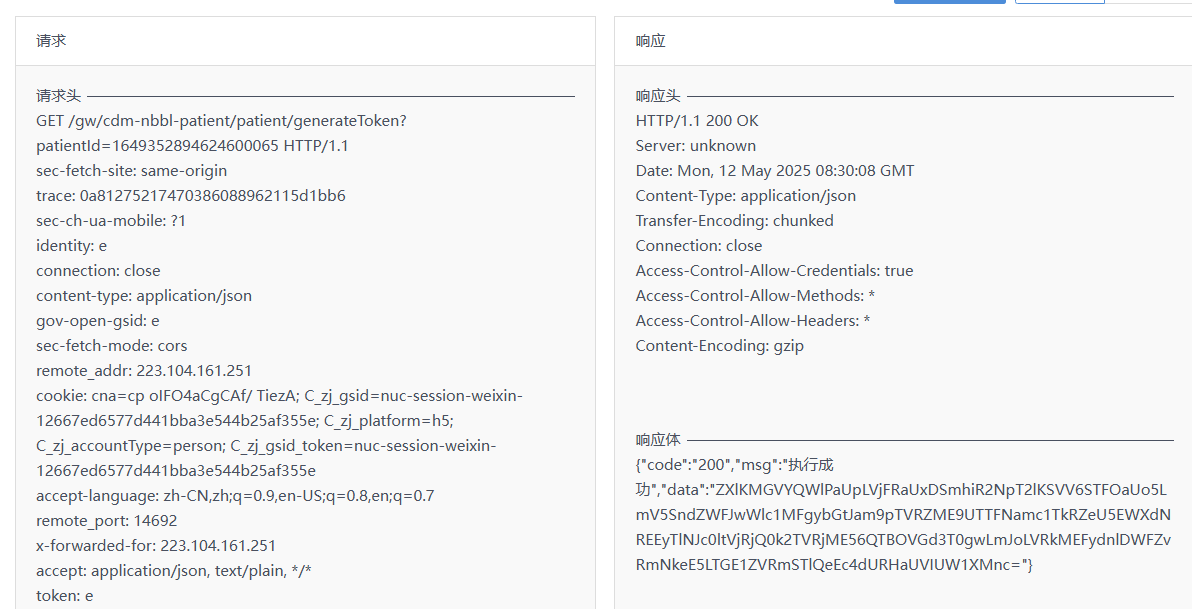 请求
请求头
GET /gw/cdm-nbbl-patient/patient/generateToken?
patientId=1649352894624600065 HTTP/1.1
sec-fetch-site: same-origin
trace: 0a81275217470386088962115d1bb6
sec-ch-ua-mobile: ?1
identity: e
connection: close
content-type: application/json
gov-open-gsid: e
sec-fetch-mode: cors
remote_addr: 223.104.161.251
cookie: cna=cp oIFO4aCgCAf/ TiezA; C_zj_gsid=nuc-session-weixin-
12667ed6577d441bba3e544b25af355e; C_zj_platform=h5;
C_zj_accountType=person; C_zj_gsid_token=nuc-session-weixin-
12667ed6577d441bba3e544b25af355e
accept-language: zh-CN,zh;q=0.9,en-US;q=0.8,en;q=0.7
remote_port: 14692
x-forwarded-for: 223.104.161.251
accept: application/json, text/plain, */*
token: e
响应
响应头
HTTP/1.1 200 OK
Server: unknown
Date: Mon, 12 May 2025 08:30:08 GMT
Content-Type: application/json
Transfer-Encoding: chunked
Connection: close
Access-Control-Allow-Credentials: true
Access-Control-Allow-Methods: *
Access-Control-Allow-Headers: *
Content-Encoding: gzip
响应体
{"code":"200","msg":"执行成
功","data":"ZXlKMGVYQWlPaUpLVjFRaUxDSmhiR2NpT2lKSVV6STFOaUo5L
mV5SndZWFJwWlc1MFgybGtJam9pTVRZME9UTTFNamc1TkRZeU5EWXdN
REEyTlNJc0ltVjRjQ0k2TVRjME56QTBOVGd3T0gwLmJoLVRkMEFydnlDWFZv
RmNkeE5LTGE1ZVRmSTlQeEc4dURHaUVIUW1XMnc="}